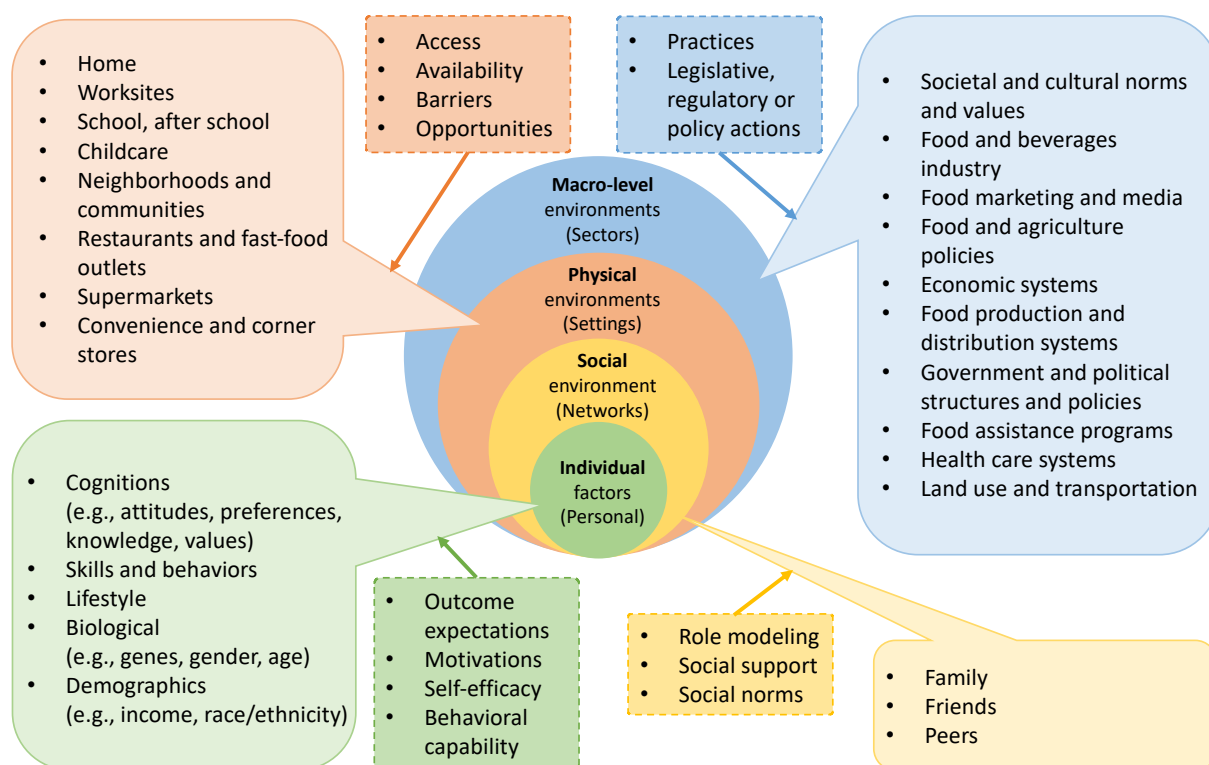 Home
Worksites
School, after school
Childcare
Neighborhoods and
communities
Restaurants and fast-food
outlets
Supermarkets
Convenience and corner
stores
Access
Availability
Barriers
Opportunities
Practices
Legislative,
regulatory or
policy actions
Societal and cultural norms
and values
Food and beverages
industry
Food marketing and media
Food and agriculture
policies
Economic systems
Food production and
distribution systems
Government and political
structures and policies
Food assistance programs
Health care systems
Land use and transportation
Macro-level
environments
(Sectors)
Physical
environments
(Settings)
Social
environment
(Networks)
Individual
factors
(Personal)
Cognitions
(e.g., attitudes, preferences,
knowledge, values)
Skills and behaviors
Lifestyle
Biological
(e.g., genes, gender, age)
Demographics
(e.g., income, race/ethnicity)
Outcome
expectations
Motivations
Self-efficacy
Behavioral
capability
Role modeling
Social support
Social norms
Family
Friends
Peers